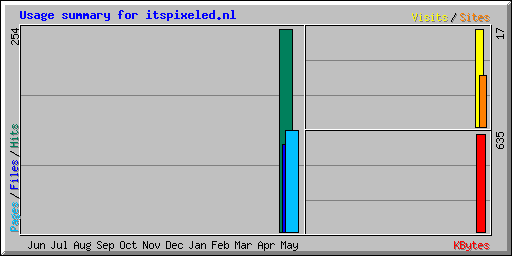 Usage summary for itspixeled.nl
Visits/Sites
254
17
Pages/Files/Hits
635
Jun Jul Aug Sep Oct Nov Dec Jan Feb Mar Apr May
KBytes